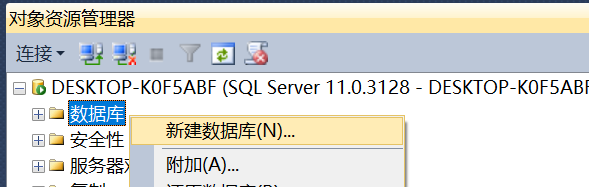 对象资源管理器
连接
DESKTOP-K0F5ABF (SQL Server 11.0.3128 - DESKTOP-K0F5ABF
数据库
新建数据库(N)...
安全性
附加(A)...
服务器对